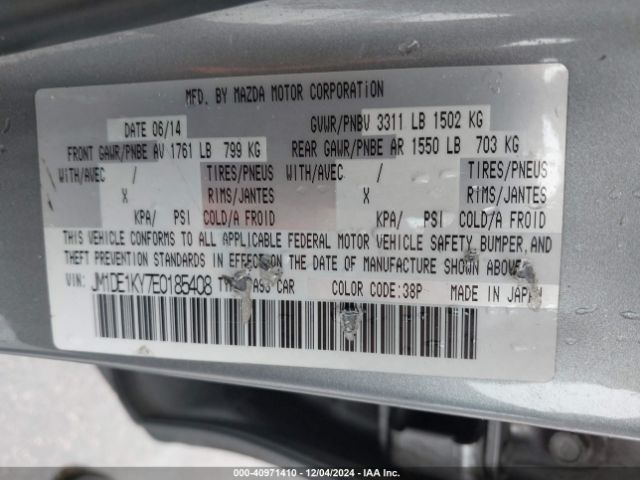 MFD. BY MAZDA MOTOR CORPORATION
DATE 06/14 GVWR/PNBV 3311 LB 1502 KG
FRONT GAWR/PNBE AV 1761 LB 799 KG REAR GAWR/PNBE AR 1550 LB 703 KG
WITH/AVEC / TIRES/PNEUS WITH/AVEC / TIRES/PNEUS
X RIMS/JANTES X RIMS/JANTES
KPA/ PSI COLD/A FROID KPA/ PSI COLD/A FROID
THIS VEHICLE CONFORMS TO ALL APPLICABLE FEDERAL MOTOR VEHICLE SAFETY, BUMPER, AND
THEFT PREVENTION STANDARDS IN EFFECT ON THE DATE OF MANUFACTURE SHOWN ABOVE.
VIN: JM1DE1KY7E0185408 CAR COLOR CODE:38P MADE IN JAPAN
000-40971410 | 12/04/2024 | IAA Inc.